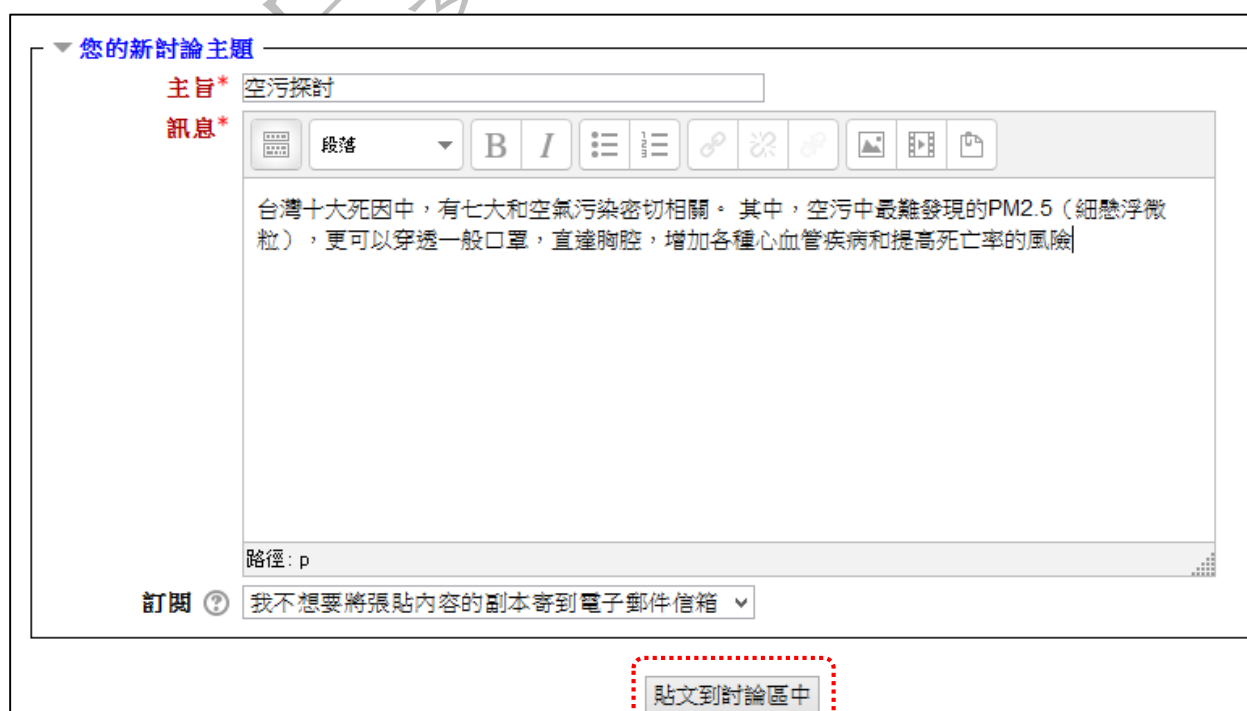 您的新討論主題
主旨* 空污探討
訊息*
段落 B I
台灣十大死因中，有七大和空氣污染密切相關。 其中，空污中最難發現的PM2.5（細懸浮微
粒），更可以穿透一般口罩，直達胸腔，增加各種心血管疾病和提高死亡率的風險
路徑: p
訂閱 我不想要將張貼內容的副本寄到電子郵件信箱
貼文到討論區中